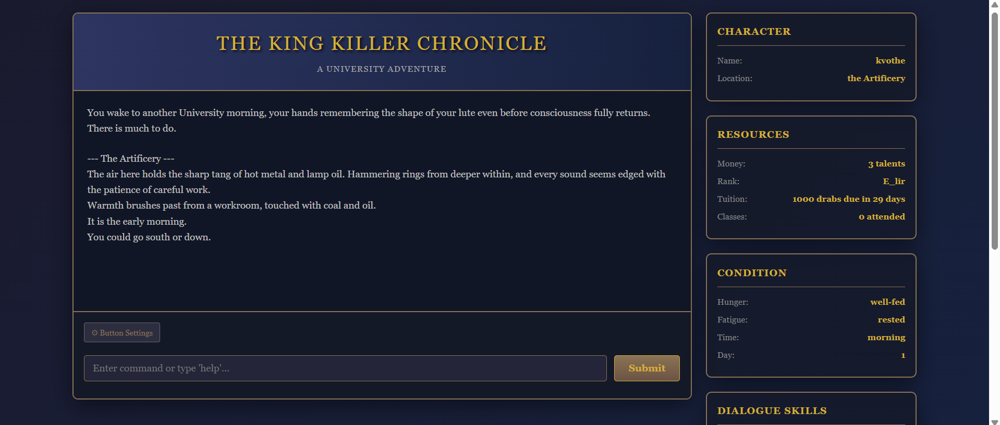 THE KING KILLER CHRONICLE
A UNIVERSITY ADVENTURE
You wake to another University morning, your hands remembering the shape of your lute even before consciousness fully returns.
There is much to do.
--- The Artificery ---
The air here holds the sharp tang of hot metal and lamp oil. Hammering rings from deeper within, and every sound seems edged with
the patience of careful work.
Warmth brushes past from a workroom, touched with coal and oil.
It is the early morning.
You could go south or down.
⚙ Button Settings
Enter command or type 'help'...
Submit
CHARACTER
Name: kvothe
Location: the Artificery
RESOURCES
Money: 3 talents
Rank: E_lir
Tuition: 1000 drabs due in 29 days
Classes: 0 attended
CONDITION
Hunger: well-fed
Fatigue: rested
Time: morning
Day: 1
DIALOGUE SKILLS